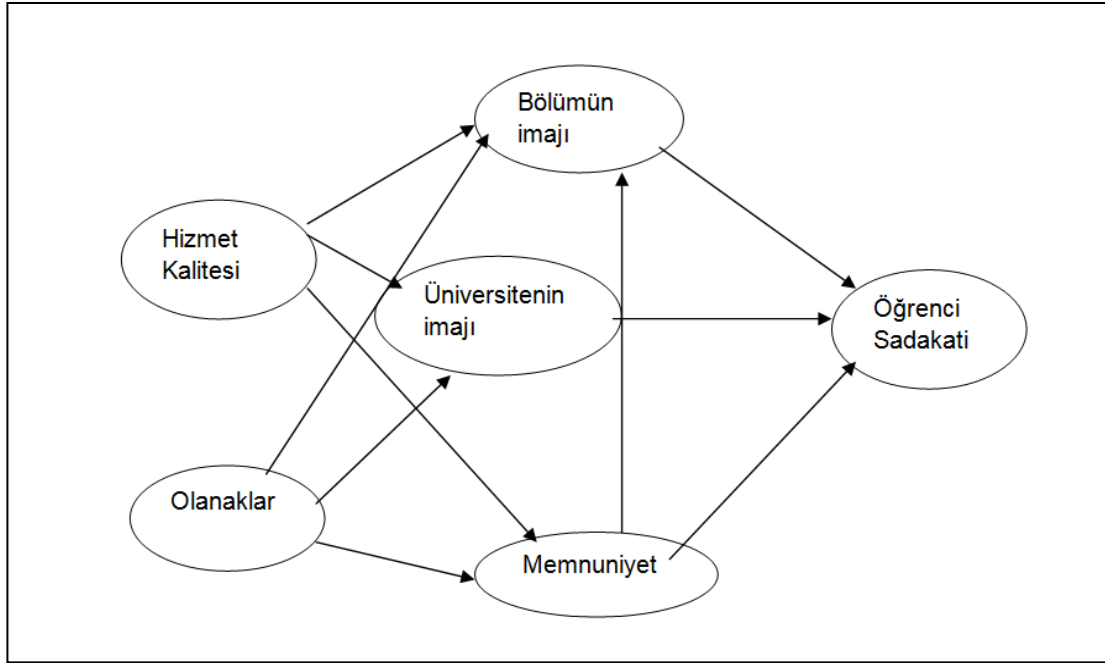 Bölümün
imajı
Hizmet
Kalitesi
Üniversitenin
imajı
Öğrenci
Sadakati
Olanaklar
Memnuniyet